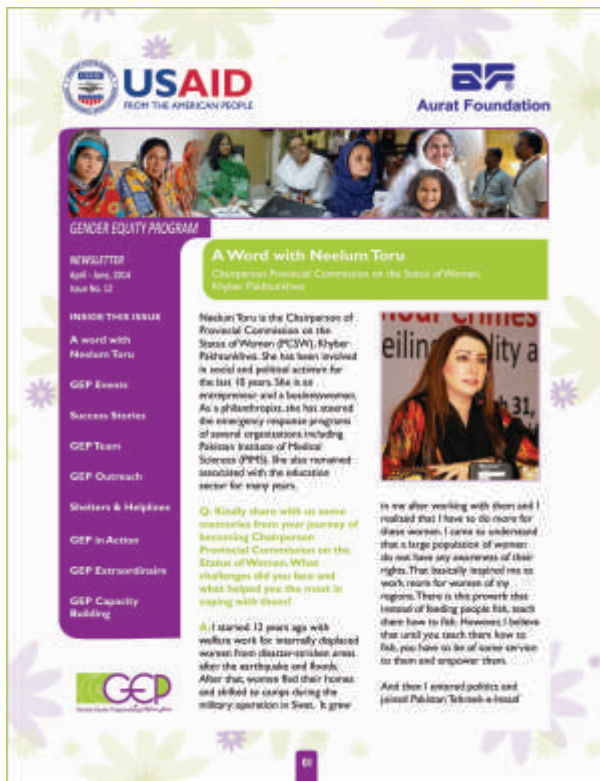 USAID
FROM THE AMERICAN PEOPLE
Aurat Foundation
GENDER EQUITY PROGRAM
NEWSLETTER
April - June, 2014
Issue No. 12
INSIDE THIS ISSUE
A word with
Neelum Toru
GEP Events
Success Stories
GEP Team
GEP Outreach
Shelters & Helplines
GEP in Action
GEP Extraordinaire
GEP Capacity
Building
GEP
A Word with Neelum Toru
Chairperson Provincial Commission on the Status of Women,
Khyber Pakhtunkhwa
Neelum Toru is the Chairperson of
Provincial Commission on the
Status of Women (PCSW), Khyber
Pakhtunkhwa. She has been involved
in social and political activism for
the last 10 years. She is an
entrepreneur and a businesswoman.
As a philanthropist, she has steered
the emergency response programs
of several organizations including
Pakistan Institute of Medical
Sciences (PIMS). She also remained
associated with the education
sector for many years.
Q: Kindly share with us some
memories from your journey of
becoming Chairperson
Provincial Commission on the
Status of Women. What
challenges did you face and
what helped you the most in
coping with them?
A: I started 12 years ago with
welfare work for internally displaced
women from disaster-stricken areas
after the earthquake and floods.
After that, women fled their homes
and shifted to camps during the
military operation in Swat. It grew
in me after working with them and I
realized that I have to do more for
these women. I came to understand
that a large population of women
do not have any awareness of their
rights. That basically inspired me to
work more for women of my
regions. There is this proverb that
instead of feeding people fish, teach
them how to fish. However, I believe
that until you teach them how to
fish, you have to be of some service
to them and empower them.
And then I entered politics and
joined Pakistan Tehreek-e-Insaf
01